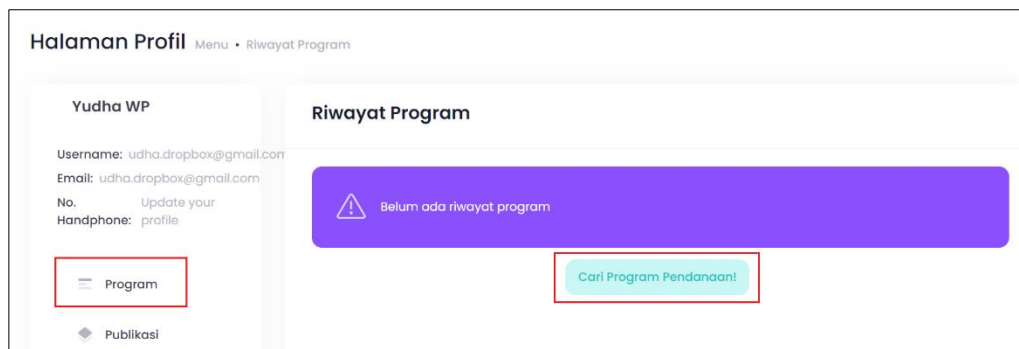 Halaman Profil Menu • Riwayat Program
Yudha WP
Username: udha.dropbox@gmail.com
Email: udha.dropbox@gmail.com
No. Handphone: Update your profile
Program
Publikasi
Riwayat Program
Belum ada riwayat program
Cari Program Pendanaan!